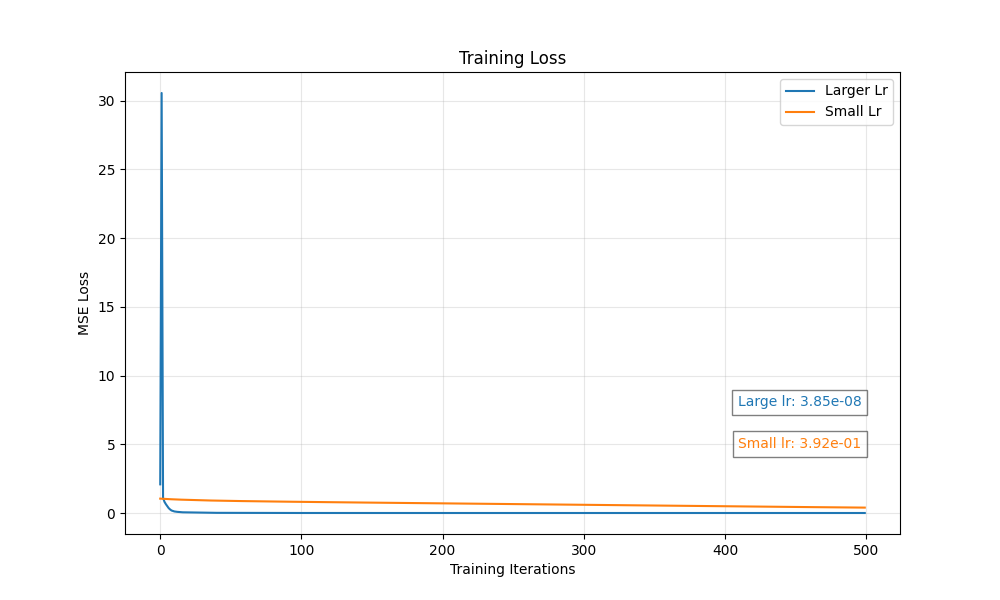 Training Loss
Larger Lr
Small Lr
30
25
20
15
10
5
0
MSE Loss
Large lr: 3.85e-08
Small lr: 3.92e-01
0 100 200 300 400 500
Training Iterations